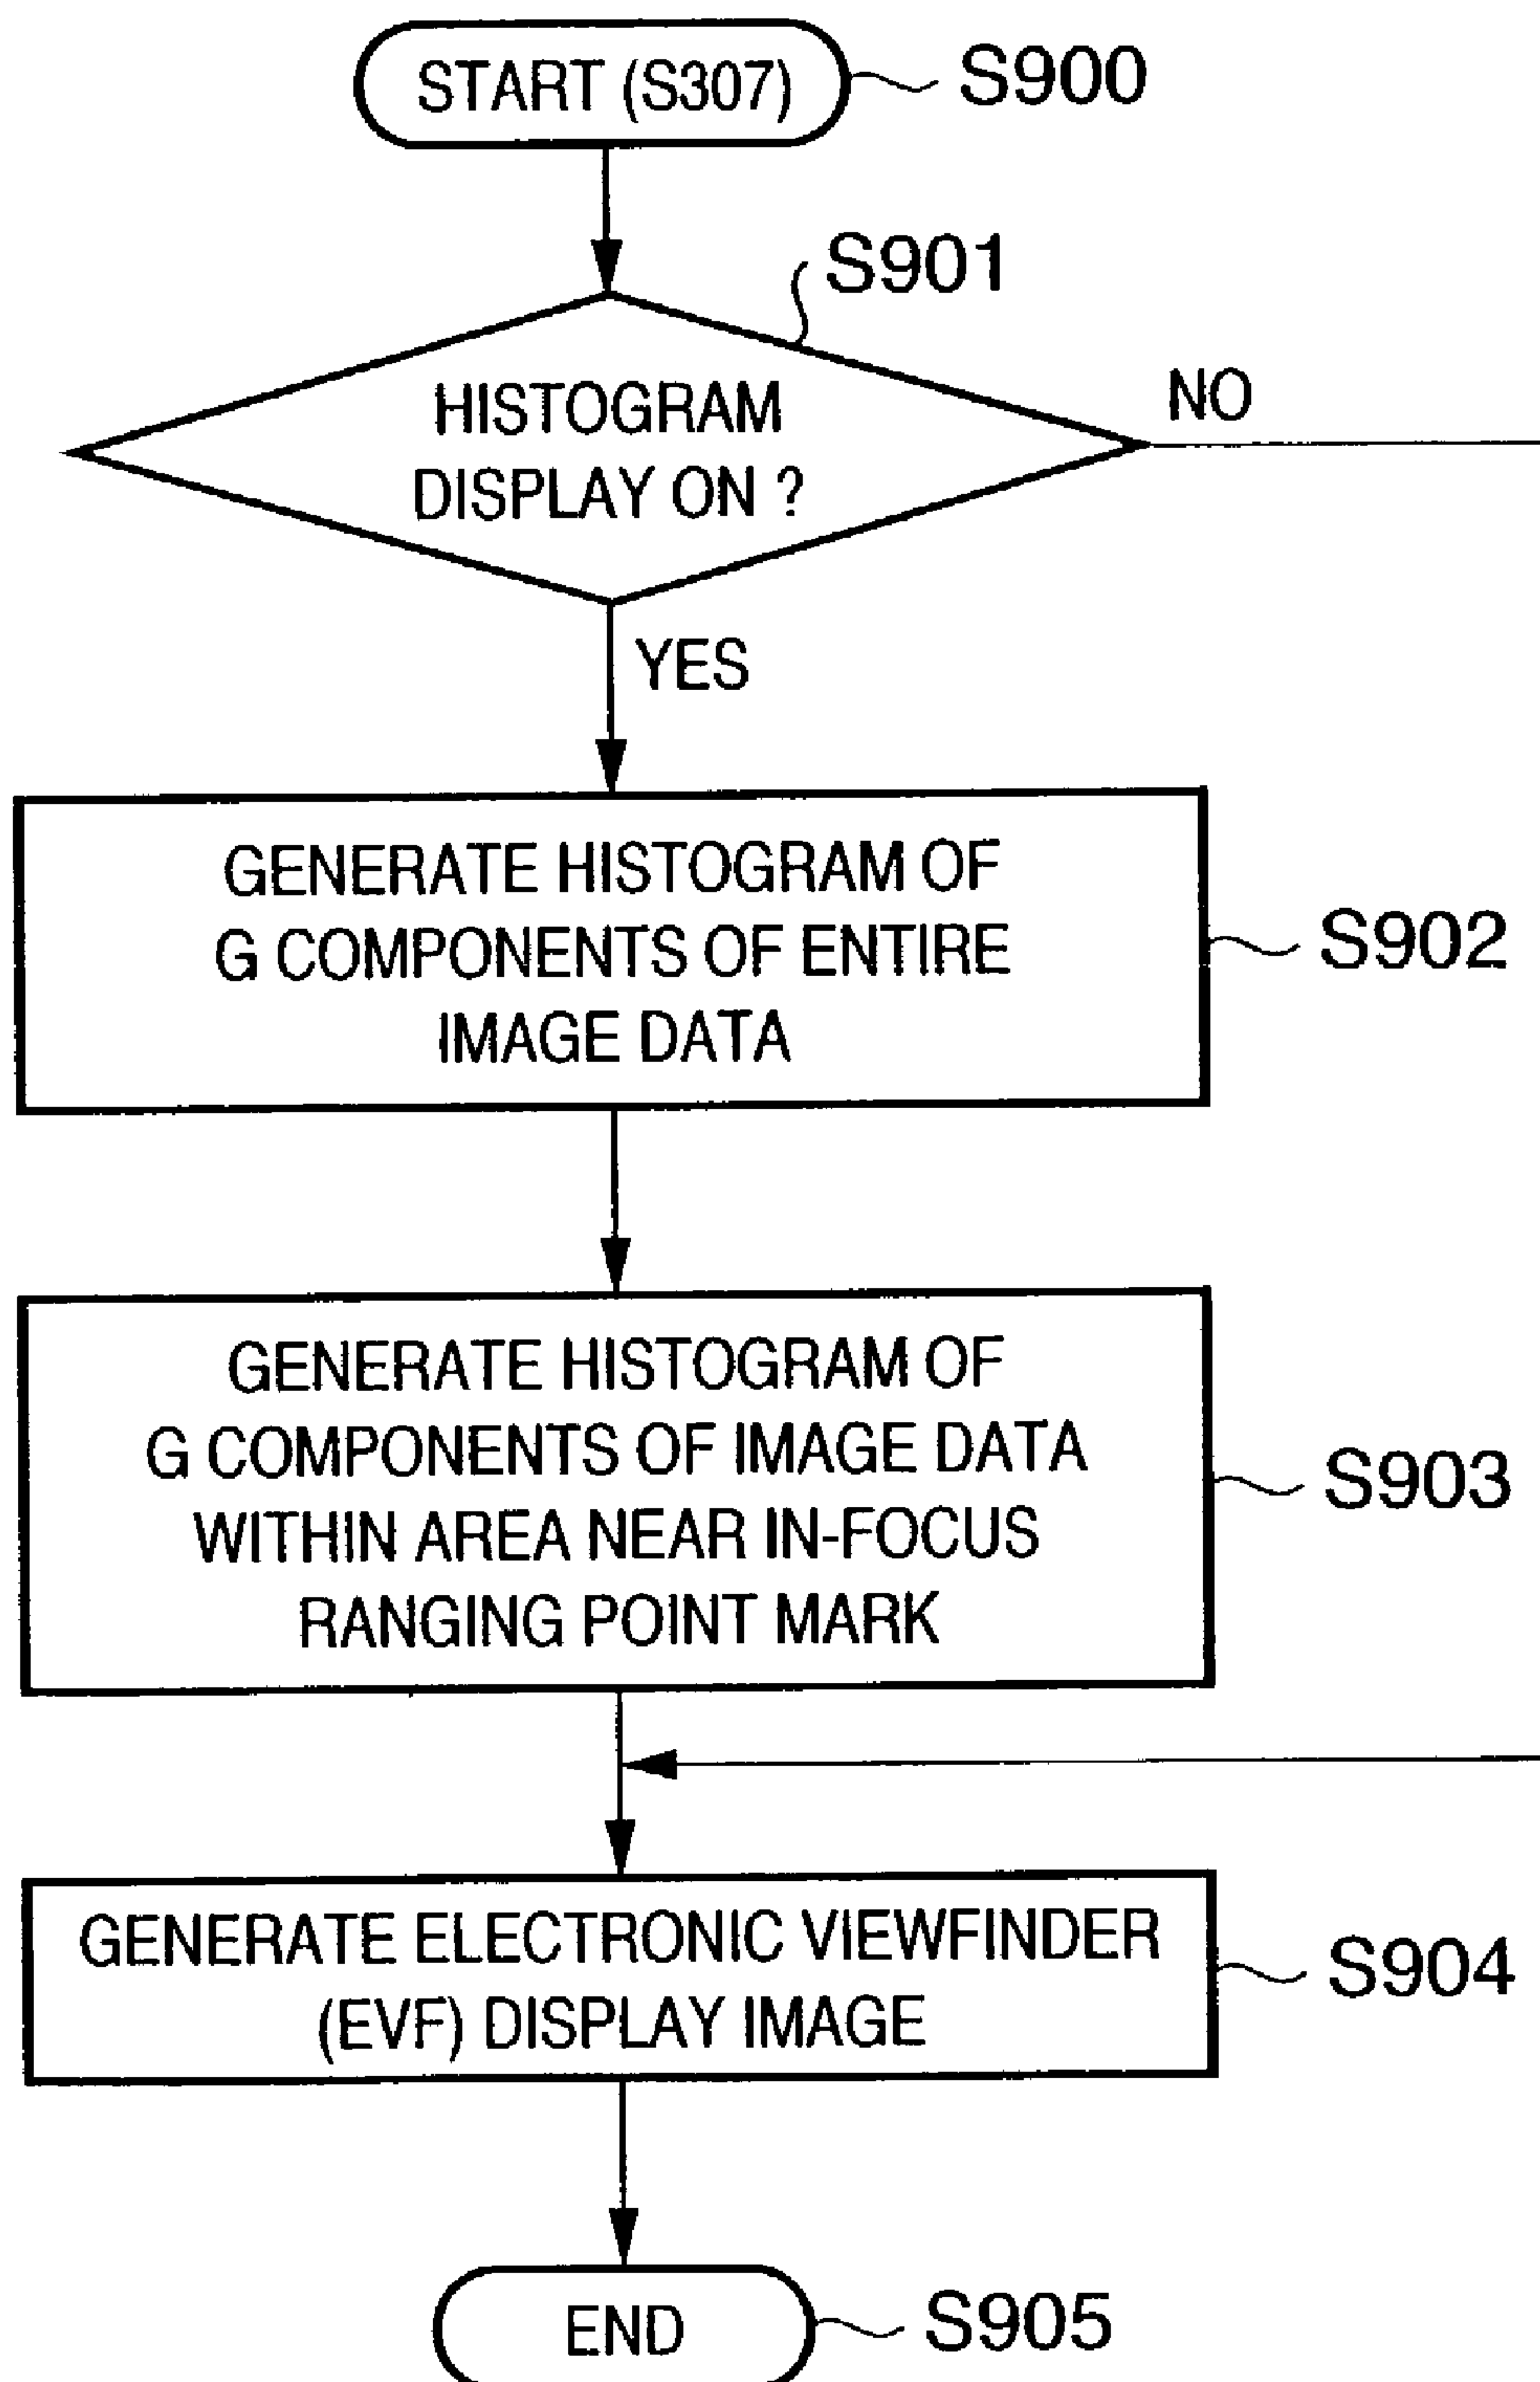 START (S307)
S900
S901
HISTOGRAM
DISPLAY ON ?
NO
YES
GENERATE HISTOGRAM OF
G COMPONENTS OF ENTIRE
IMAGE DATA
S902
GENERATE HISTOGRAM OF
G COMPONENTS OF IMAGE DATA
WITHIN AREA NEAR IN-FOCUS
RANGING POINT MARK
S903
GENERATE ELECTRONIC VIEWFINDER
(EVF) DISPLAY IMAGE
S904
END
S905